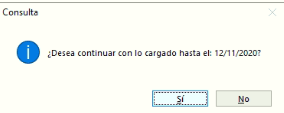 Consulta
¿Desea continuar con lo cargado hasta el: 12/11/2020?
Sí
No